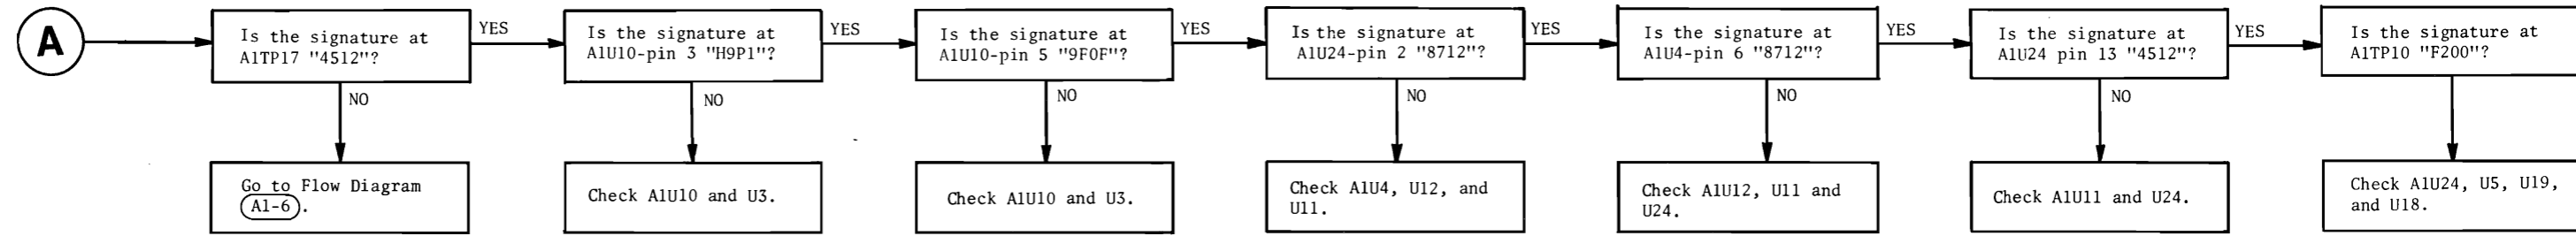 A
Is the signature at
A1TP17 "4512"?
YES
NO
Go to Flow Diagram
A1-6.
Is the signature at
A1U10-pin 3 "H9P1"?
YES
NO
Check A1U10 and U3.
Is the signature at
A1U10-pin 5 "9F0F"?
YES
NO
Check A1U10 and U3.
Is the signature at
A1U24-pin 2 "8712"?
YES
NO
Check A1U4, U12, and
U11.
Is the signature at
A1U4-pin 6 "8712"?
YES
NO
Check A1U12, U11 and
U24.
Is the signature at
A1U24 pin 13 "4512"?
YES
NO
Check A1U11 and U24.
Is the signature at
A1TP10 "F200"?
NO
Check A1U24, U5, U19,
and U18.